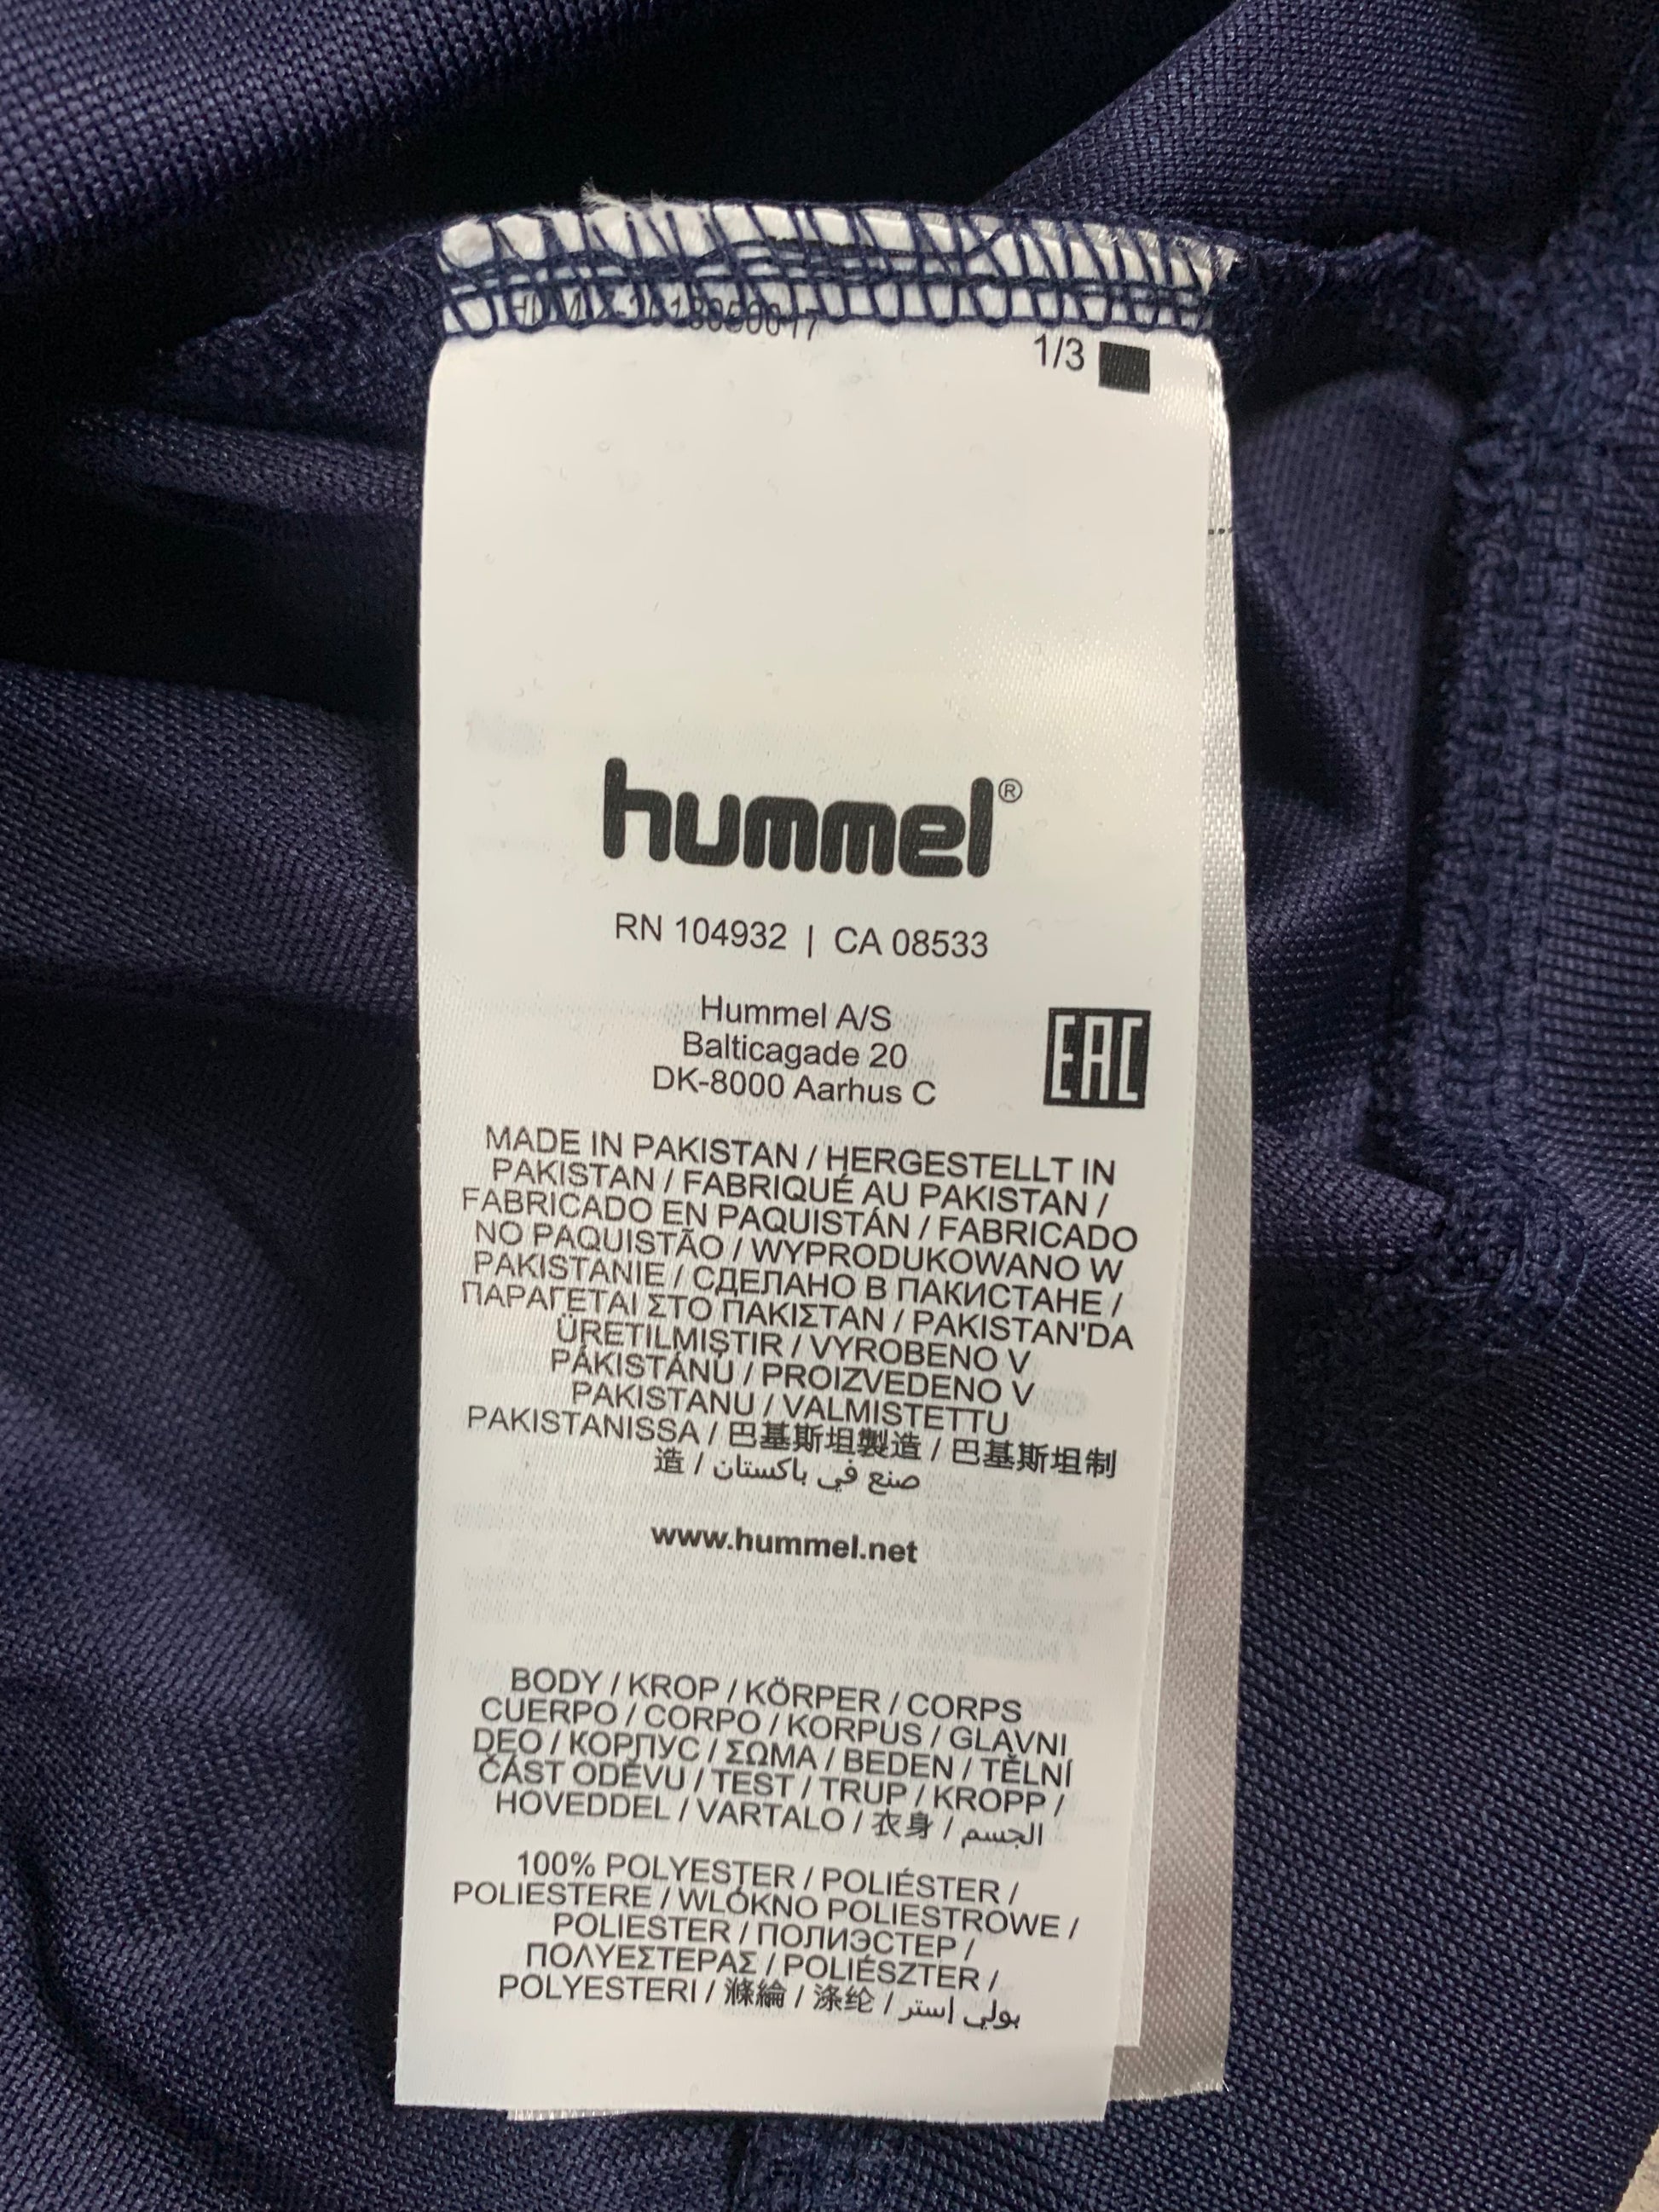 1/3
hummel®
RN 104932 | CA 08533
Hummel A/S
Balticagade 20
DK-8000 Aarhus C
EAC
MADE IN PAKISTAN / HERGESTELLT IN
PAKISTAN / FABRIQUÉ AU PAKISTAN /
FABRICADO EN PAQUISTÁN / FABRICADO
NO PAQUISTÃO / WYPRODUKOWANO W
PAKISTANIE / СДЕЛАНО В ПАКИСТАНЕ /
ΠΑΡΑΓΕΤΑΙ ΣΤΟ ΠΑΚΙΣΤΑΝ / PAKISTAN'DA
ÜRETILMIŞTIR / VYROBENO V
PÁKISTÁNU / PROIZVEDENO V
PAKISTANU / VALMISTETTU
PAKISTANISSA / 巴基斯坦製造 / 巴基斯坦制
造 / صنع في باكستان
www.hummel.net
BODY / KROP / KÖRPER / CORPS
CUERPO / CORPO / KORPUS / GLAVNI
DEO / КОРПУС / ΣΩΜΑ / BEDEN / TĚLNÍ
ČÁST ODĚVU / TEST / TRUP / KROPP /
HOVEDDEL / VARTALO / 衣身 / الجسم
100% POLYESTER / POLIÉSTER /
POLIESTERE / WLÓKNO POLIESTROWE /
POLIESTER / ПОЛИЭСТЕР /
ΠΟΛΥΕΣΤΕΡΑΣ / POLIÉSZTER /
POLYESTERI / 滌綸 / 涤纶 / بولي إستر